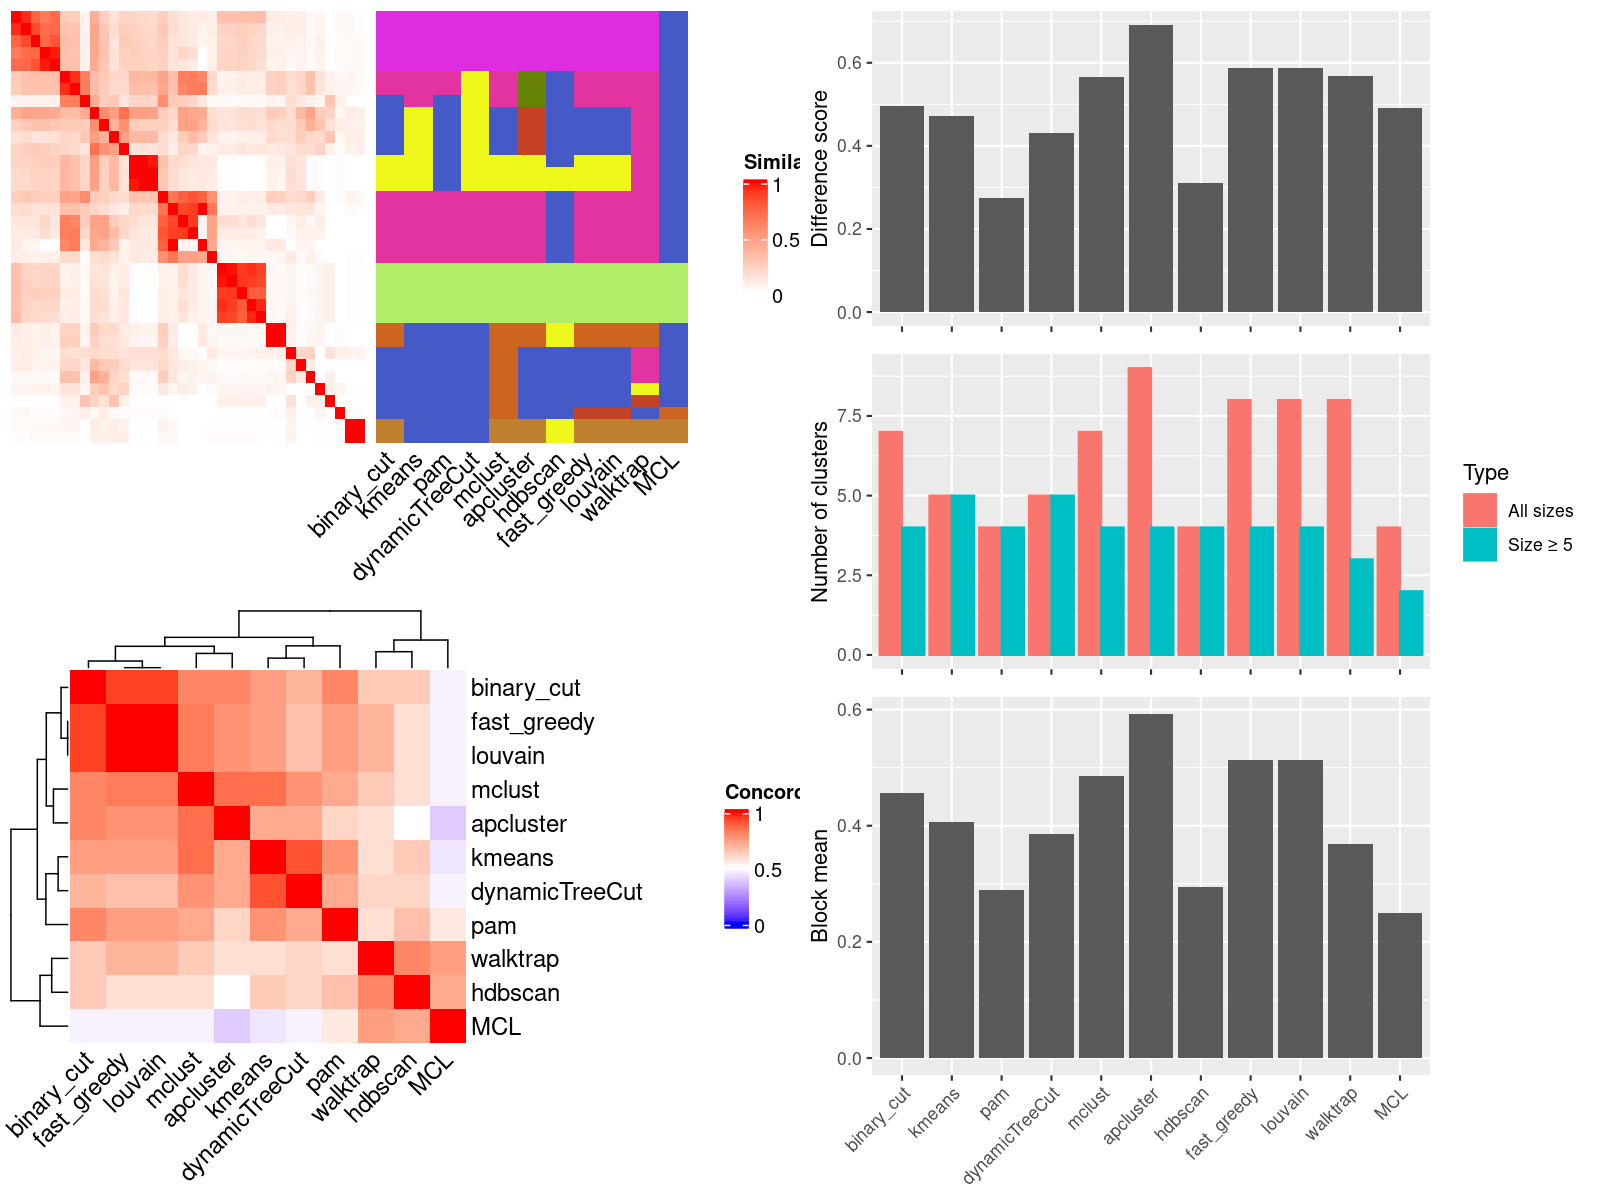 Simila
1
0.5
0
binary_cut
kmeans
pam
dynamicTreeCut
mclust
apcluster
hdbscan
fast_greedy
louvain
walktrap
MCL
binary_cut
fast_greedy
louvain
mclust
apcluster
kmeans
dynamicTreeCut
pam
walktrap
hdbscan
MCL
binary_cut
fast_greedy
louvain
mclust
apcluster
kmeans
dynamicTreeCut
pam
walktrap
hdbscan
MCL
Concord
1
0.5
0
Difference score
0.6
0.4
0.2
0.0
Number of clusters
7.5
5.0
2.5
0.0
Type
All sizes
Size ≥ 5
Block mean
0.6
0.4
0.2
0.0
binary_cut
kmeans
pam
dynamicTreeCut
mclust
apcluster
hdbscan
fast_greedy
louvain
walktrap
MCL